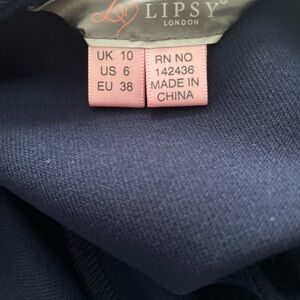 LIPSY
LONDON
UK 10
US 6
EU 38
RN NO
142436
MADE IN
CHINA